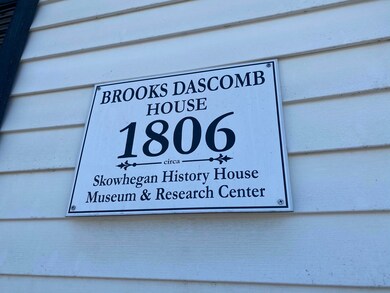 BROOKS DASCOMB
HOUSE
1806
circa
Skowhegan History House
Museum & Research Center